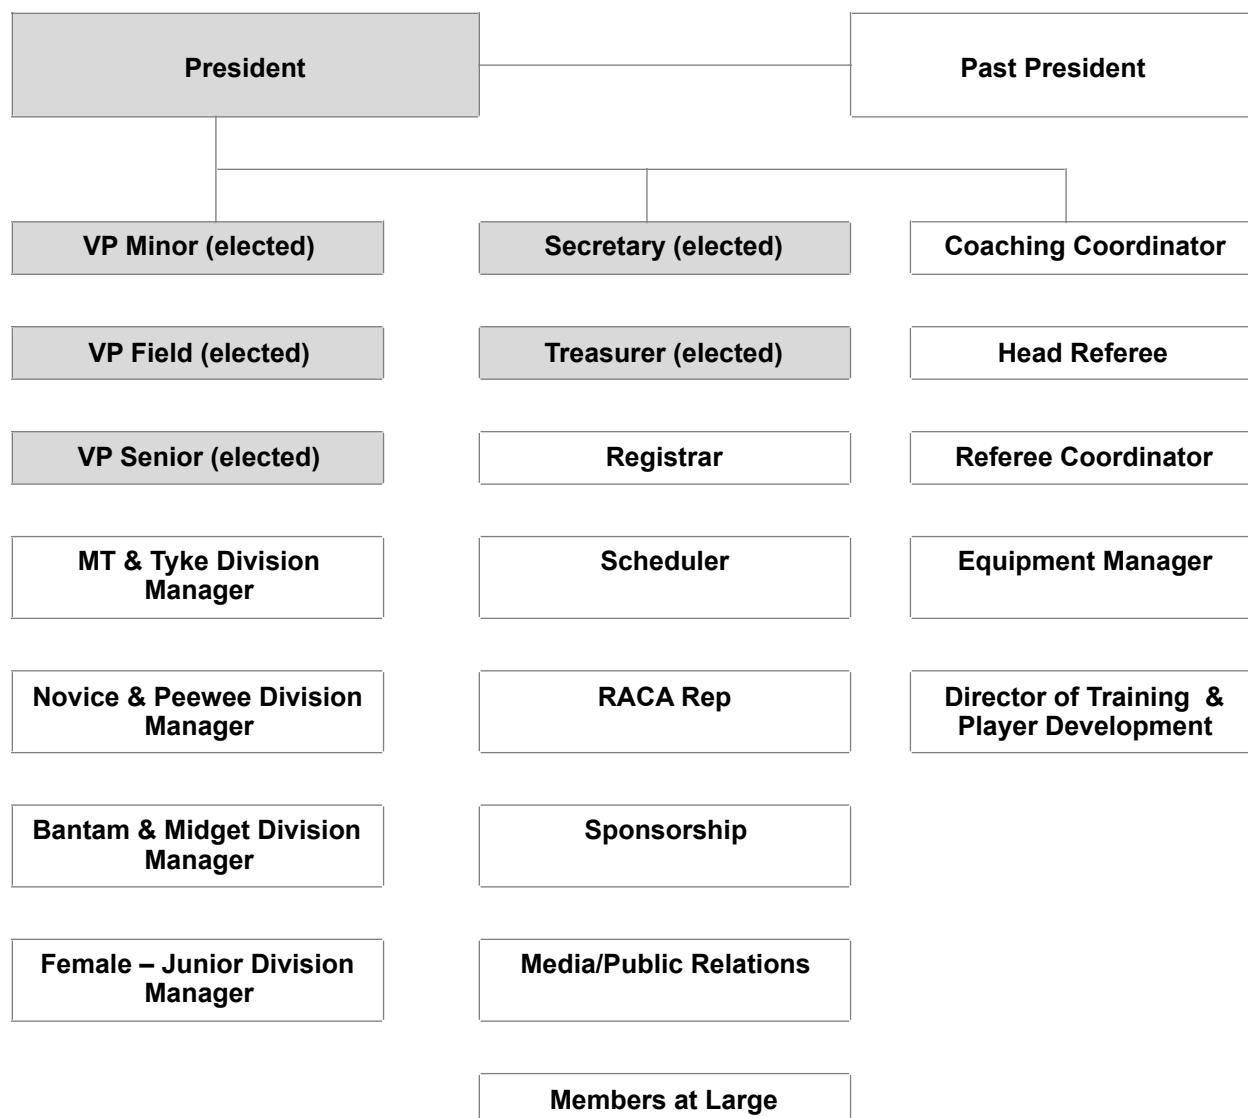 President
Past President
VP Minor (elected)
Secretary (elected)
Coaching Coordinator
VP Field (elected)
Treasurer (elected)
Head Referee
VP Senior (elected)
Registrar
Referee Coordinator
MT & Tyke Division
Manager
Scheduler
Equipment Manager
Novice & Peewee Division
Manager
RACA Rep
Director of Training  &
Player Development
Bantam & Midget Division
Manager
Sponsorship
Female – Junior Division
Manager
Media/Public Relations
Members at Large